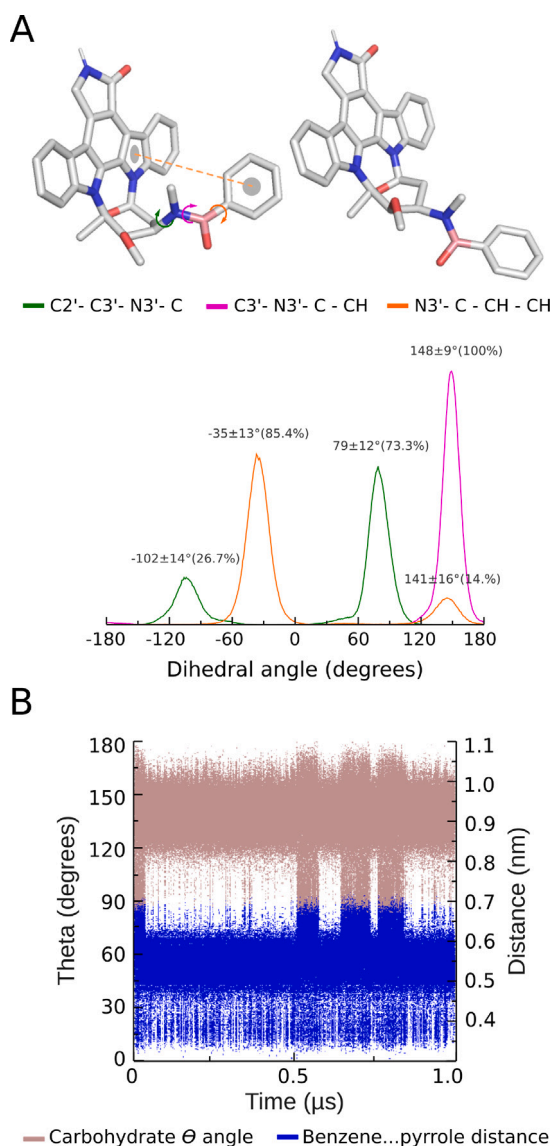 A
C2'- C3'- N3'- C C3'- N3'- C - CH N3'- C - CH - CH
148±9°(100%)
-35±13°(85.4%)
79±12°(73.3%)
-102±14°(26.7%)
141±16°(14.%)
-180 -120 -60 0 60 120 180
Dihedral angle (degrees)
B
180 1.1
150 1.0
0.9
120 0.8
90 0.7
60 0.6
0.5
30 0.4
0
Theta (degrees)
Distance (nm)
0 0.5 1.0
Time (µs)
Carbohydrate Ɵ angle Benzene...pyrrole distance